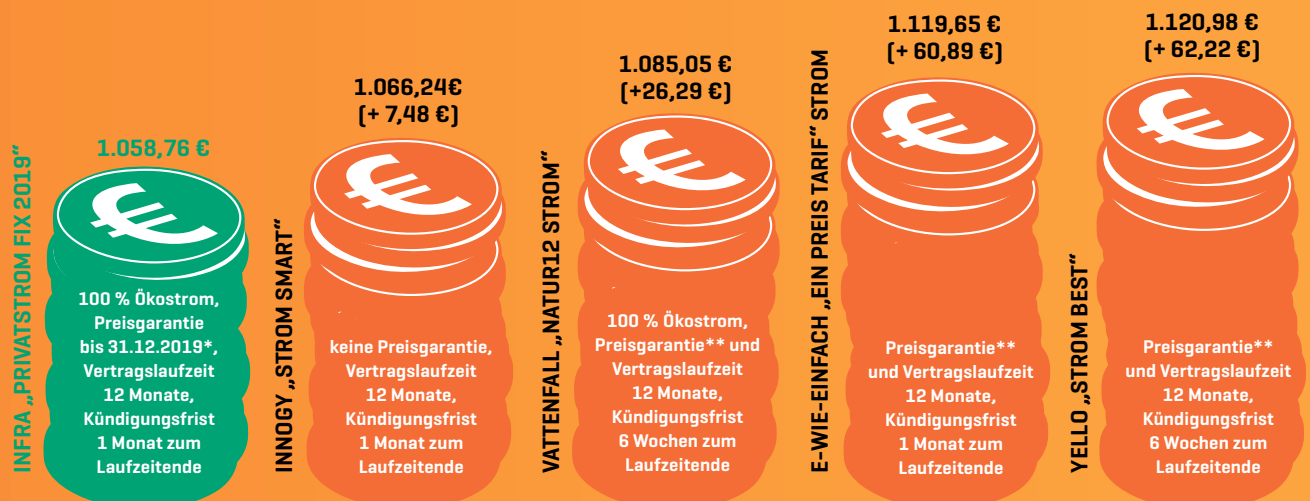 INFRA „PRIVATSTROM FIX 2019“
1.058,76 €
100 % Ökostrom,
Preisgarantie
bis 31.12.2019*,
Vertragslaufzeit
12 Monate,
Kündigungsfrist
1 Monat zum
Laufzeitende
INNOGY „STROM SMART“
1.066,24€
(+ 7,48 €)
keine Preisgarantie,
Vertragslaufzeit
12 Monate,
Kündigungsfrist
1 Monat zum
Laufzeitende
VATTENFALL „NATUR12 STROM“
1.085,05 €
(+26,29 €)
100 % Ökostrom,
Preisgarantie** und
Vertragslaufzeit
12 Monate,
Kündigungsfrist
6 Wochen zum
Laufzeitende
E-WIE-EINFACH „EIN PREIS TARIF“ STROM
1.119,65 €
(+ 60,89 €)
Preisgarantie**
und Vertragslaufzeit
12 Monate,
Kündigungsfrist
1 Monat zum
Laufzeitende
YELLO „STROM BEST“
1.120,98 €
(+ 62,22 €)
Preisgarantie**
und Vertragslaufzeit
12 Monate,
Kündigungsfrist
6 Wochen zum
Laufzeitende